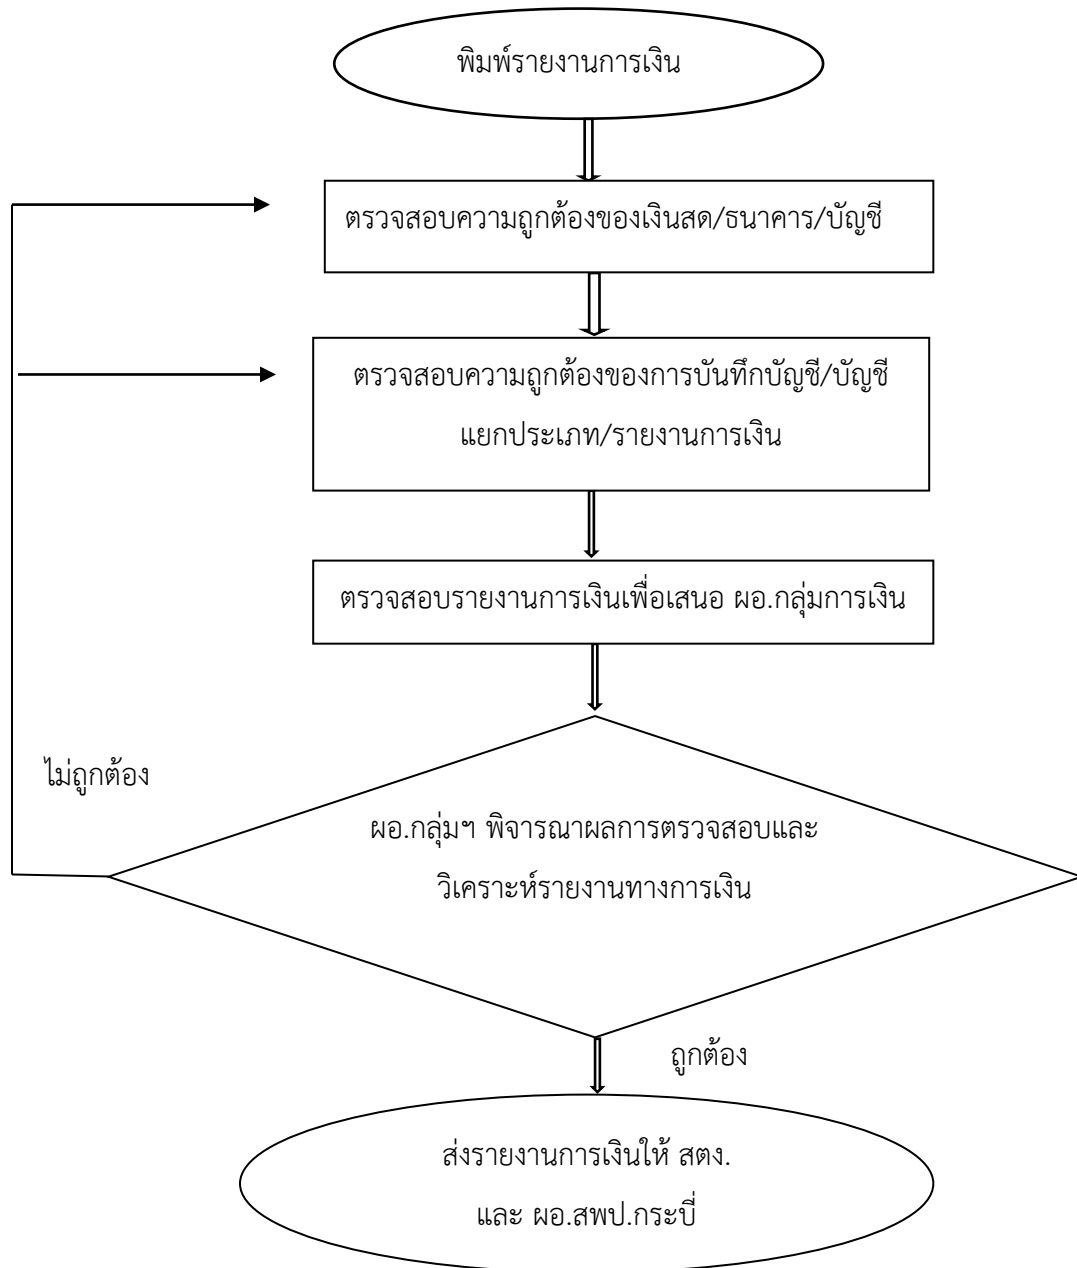 พิมพ์รายงานการเงิน
ตรวจสอบความถูกต้องของเงินสด/ธนาคาร/บัญชี
ตรวจสอบความถูกต้องของการบันทึกบัญชี/บัญชี
แยกประเภท/รายงานการเงิน
ตรวจสอบรายงานการเงินเพื่อเสนอ ผอ.กลุ่มการเงิน
ไม่ถูกต้อง
ผอ.กลุ่มฯ พิจารณาผลการตรวจสอบและ
วิเคราะห์รายงานทางการเงิน
ถูกต้อง
ส่งรายงานการเงินให้ สตง.
และ ผอ.สพป.กระบี่